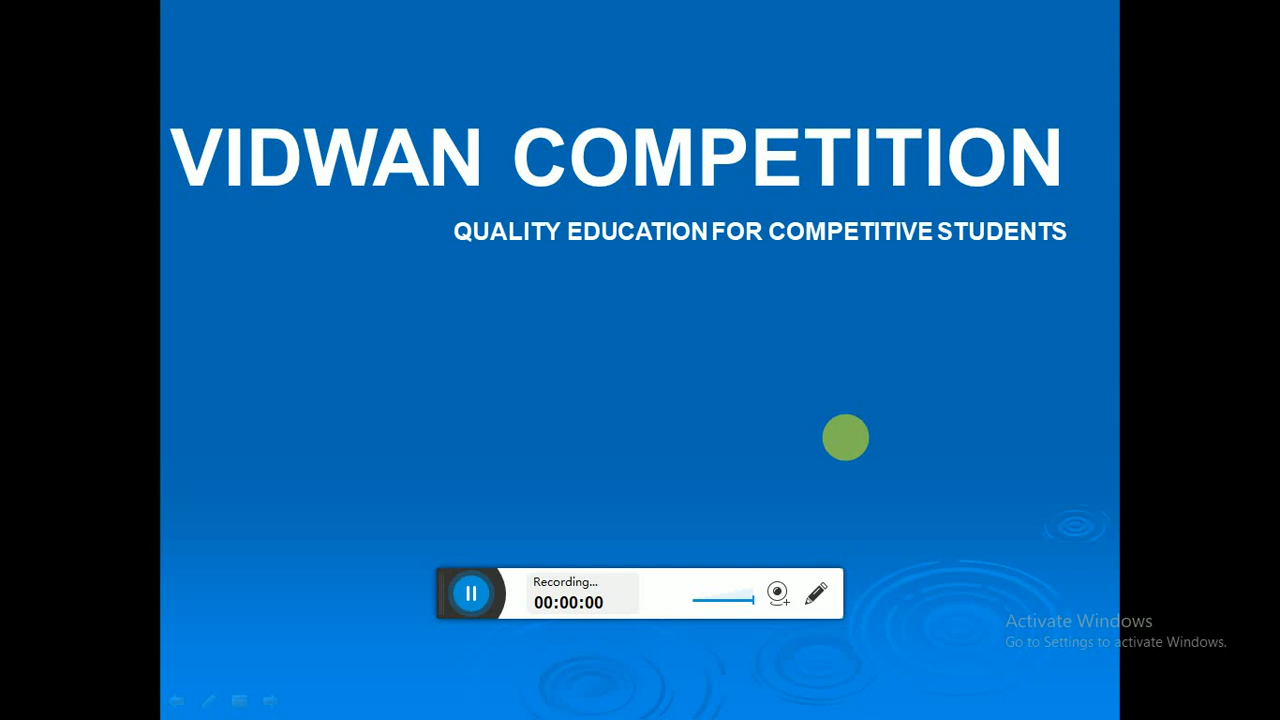 VIDWAN COMPETITION
QUALITY EDUCATION FOR COMPETITIVE STUDENTS
Recording...
00:00:00
Activate Windows
Go to Settings to activate Windows.